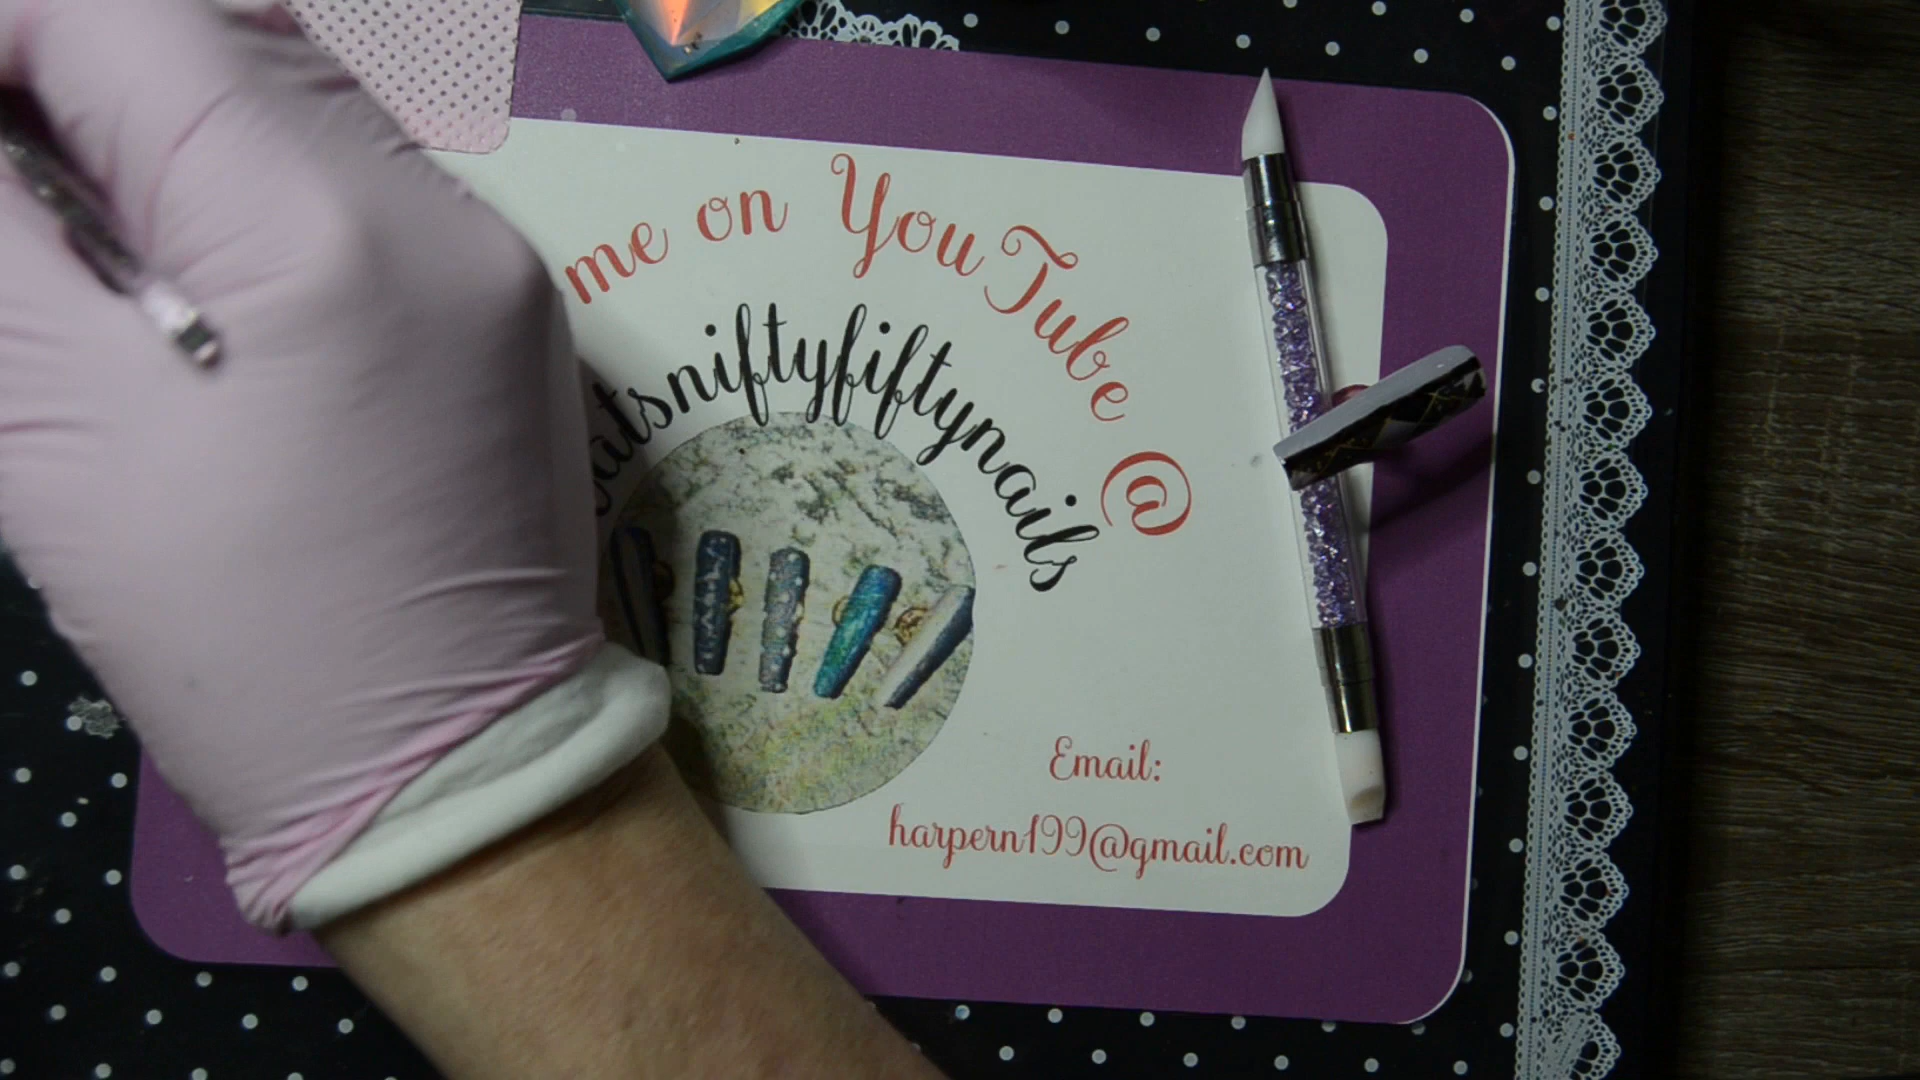 me on YouTube @
atsniftyfiftynails
Email:
harpern199@gmail.com